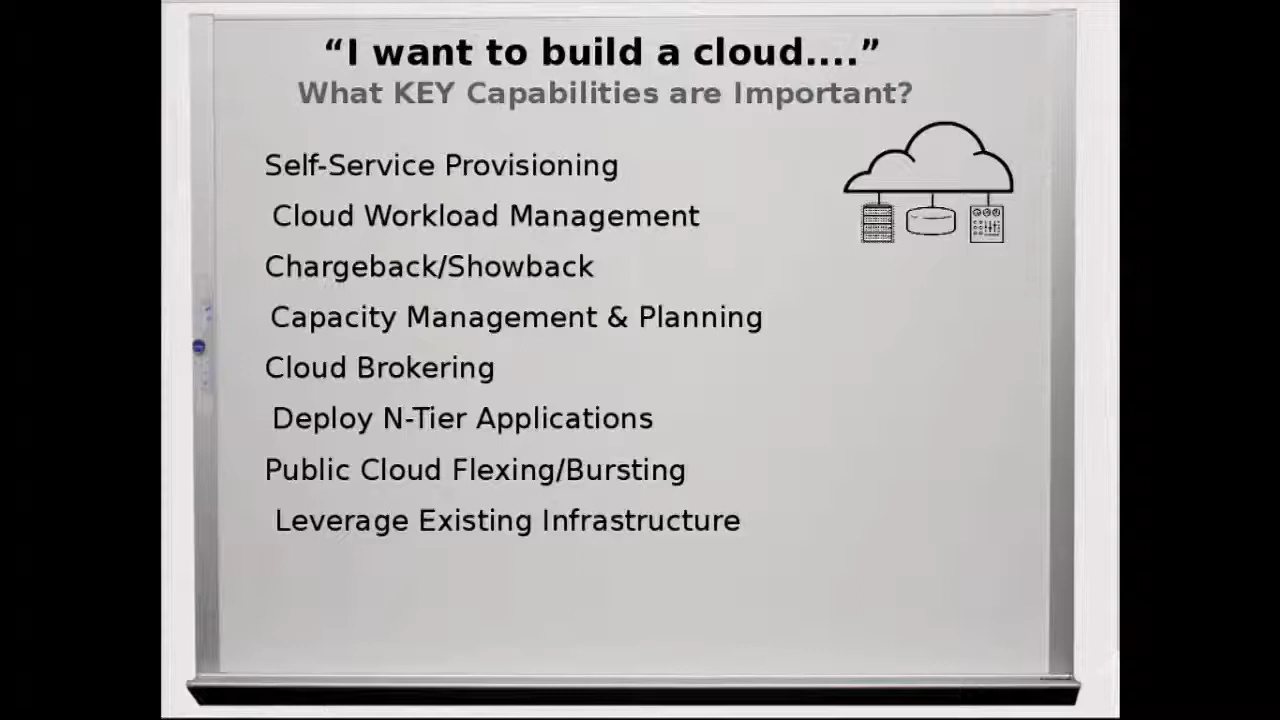 “I want to build a cloud....”
What KEY Capabilities are Important?
Self-Service Provisioning
Cloud Workload Management
Chargeback/Showback
Capacity Management & Planning
Cloud Brokering
Deploy N-Tier Applications
Public Cloud Flexing/Bursting
Leverage Existing Infrastructure